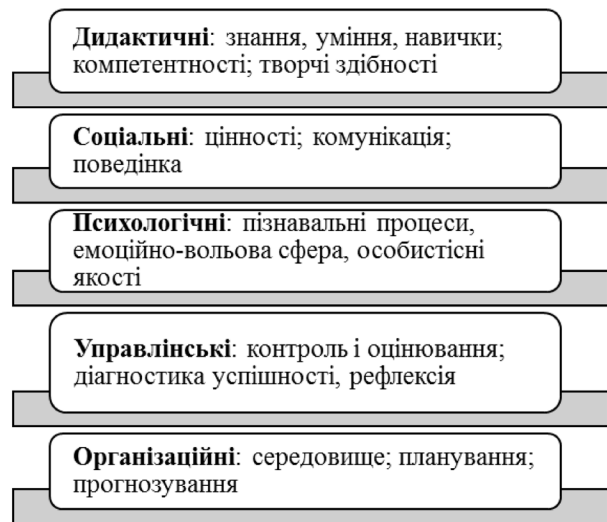 Дидактичні: знання, уміння, навички;
компетентності; творчі здібності
Соціальні: цінності; комунікація;
поведінка
Психологічні: пізнавальні процеси,
емоційно-вольова сфера, особистісні
якості
Управлінські: контроль і оцінювання;
діагностика успішності, рефлексія
Організаційні: середовище; планування;
прогнозування